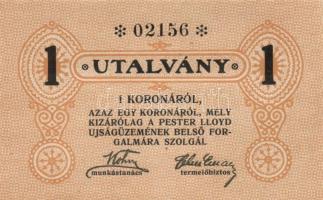 * 02156 *
1 UTALVÁNY 1
1 KORONÁRÓL,
AZAZ EGY KORONÁRÓL, MELY
KIZÁRÓLAG A PESTER LLOYD
UJSÁGÜZEMÉNEK BELSŐ FOR-
GALMÁRA SZOLGÁL
munkástanács termelőbiztos